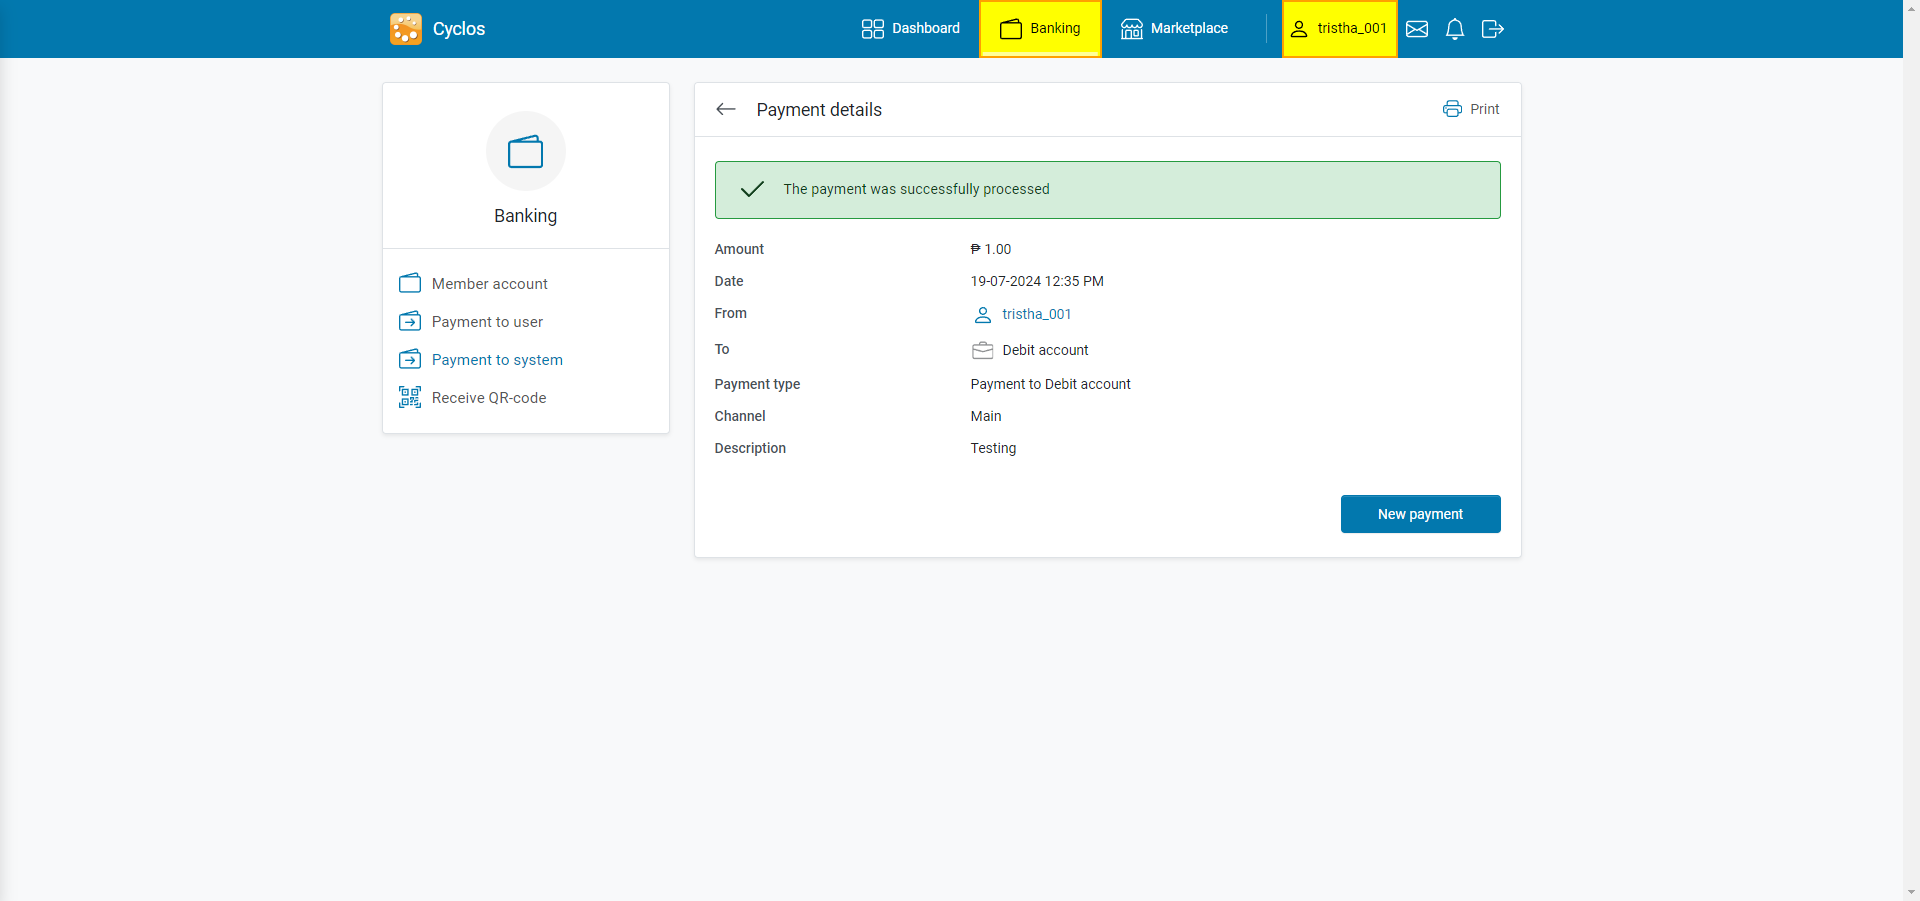 Cyclos
Dashboard
Banking
Marketplace
tristha_001
Banking
Member account
Payment to user
Payment to system
Receive QR-code
Payment details
Print
The payment was successfully processed
Amount ₱ 1.00
Date 19-07-2024 12:35 PM
From tristha_001
To Debit account
Payment type Payment to Debit account
Channel Main
Description Testing
New payment